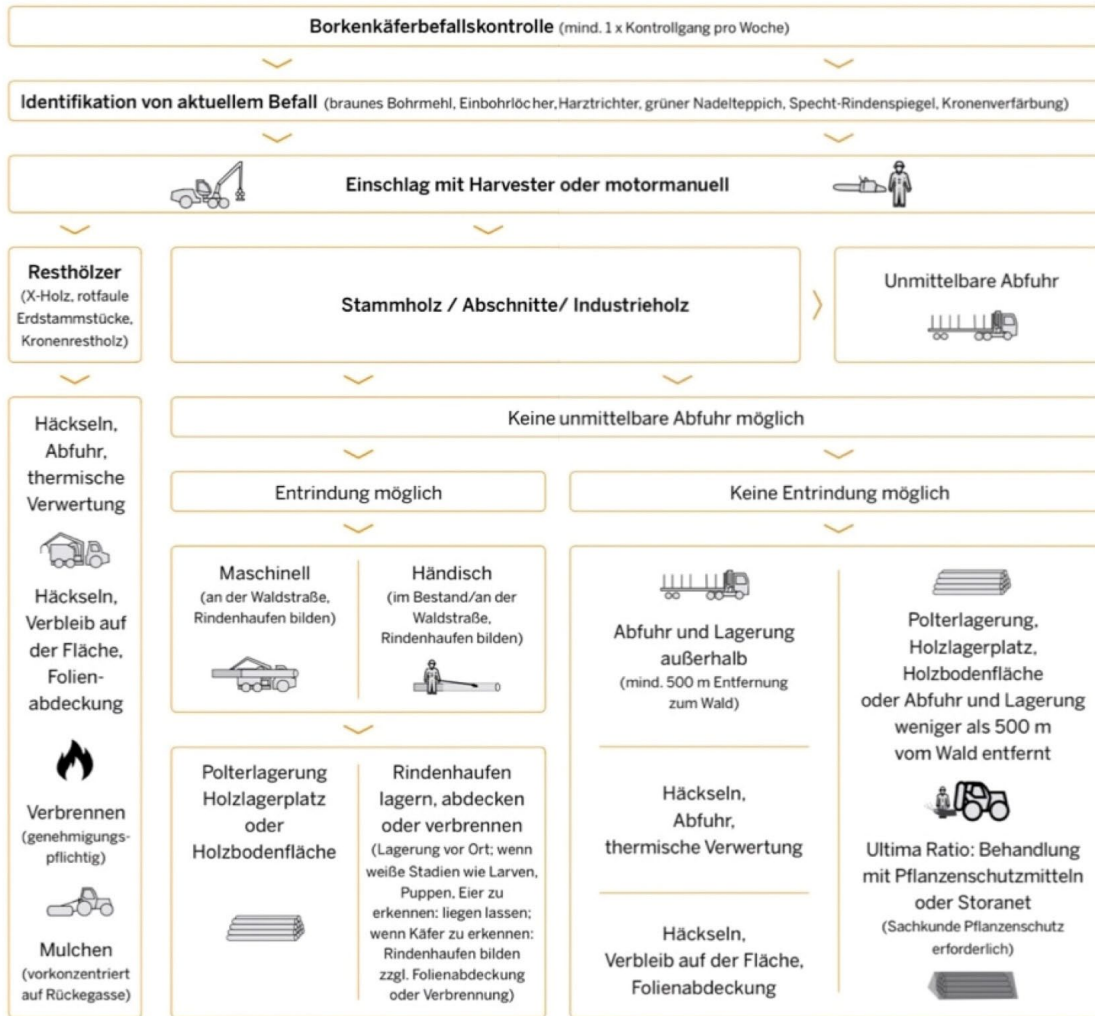 Borkenkäferbefallskontrolle (mind. 1 x Kontrollgang pro Woche)
Identifikation von aktuellem Befall (braunes Bohrmehl, Einbohrlöcher, Harztrichter, grüner Nadelteppich, Specht-Rindenspiegel, Kronenverfärbung)
Einschlag mit Harvester oder motormanuell
Resthölzer
(X-Holz, rotfaule
Erdstammstücke,
Kronenrestholz)
Stammholz / Abschnitte/ Industrieholz
Unmittelbare Abfuhr
Häckseln,
Abfuhr,
thermische
Verwertung
Häckseln,
Verbleib auf
der Fläche,
Folien-
abdeckung
Verbrennen
(genehmigungs-
pflichtig)
Mulchen
(vorkonzentriert
auf Rückegasse)
Keine unmittelbare Abfuhr möglich
Entrindung möglich
Maschinell
(an der Waldstraße,
Rindenhaufen bilden)
Händisch
(im Bestand/an der
Waldstraße,
Rindenhaufen bilden)
Polterlagerung
Holzlagerplatz
oder
Holzbodenfläche
Rindenhaufen
lagern, abdecken
oder verbrennen
(Lagerung vor Ort; wenn
weiße Stadien wie Larven,
Puppen, Eier zu
erkennen: liegen lassen;
wenn Käfer zu erkennen:
Rindenhaufen bilden
zzgl. Folienabdeckung
oder Verbrennung)
Keine Entrindung möglich
Abfuhr und Lagerung
außerhalb
(mind. 500 m Entfernung
zum Wald)
Häckseln,
Abfuhr,
thermische Verwertung
Häckseln,
Verbleib auf der Fläche,
Folienabdeckung
Polterlagerung,
Holzlagerplatz,
Holzbodenfläche
oder Abfuhr und Lagerung
weniger als 500 m
vom Wald entfernt
Ultima Ratio: Behandlung
mit Pflanzenschutzmitteln
oder Storanet
(Sachkunde Pflanzenschutz
erforderlich)